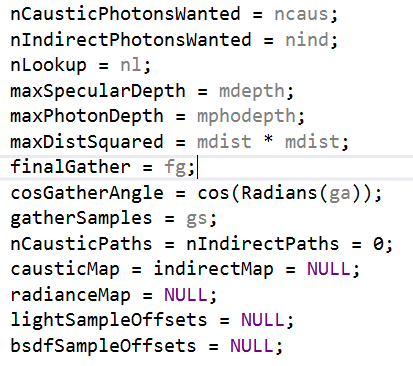 nCausticPhotonsWanted = ncaus;
nIndirectPhotonsWanted = nind;
nLookup = nl;
maxSpecularDepth = mdepth;
maxPhotonDepth = mphodepth;
maxDistSquared = mdist * mdist;
finalGather = fg;
cosGatherAngle = cos(Radians(ga));
gatherSamples = gs;
nCausticPaths = nIndirectPaths = 0;
causticMap = indirectMap = NULL;
radianceMap = NULL;
lightSampleOffsets = NULL;
bsdfSampleOffsets = NULL;